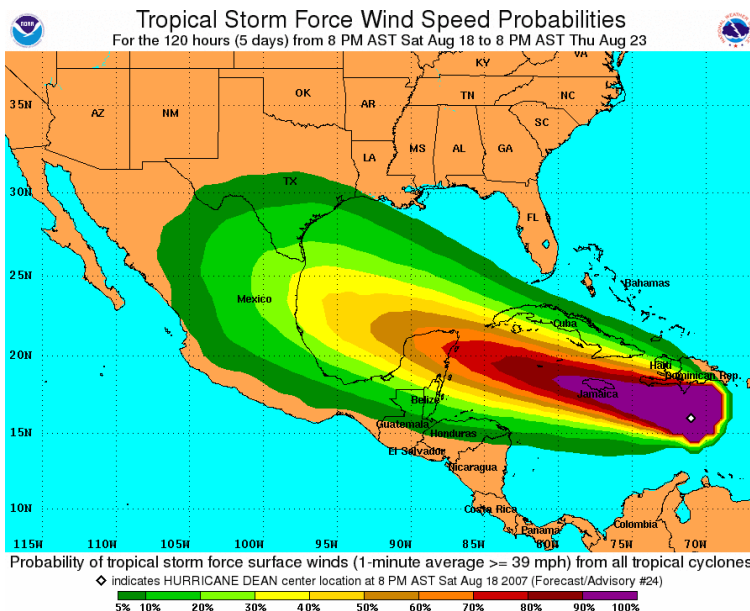 Tropical Storm Force Wind Speed Probabilities
For the 120 hours (5 days) from 8 PM AST Sat Aug 18 to 8 PM AST Thu Aug 23
NOAA
KY
VA
OK
TN
NC
35N
AZ
NM
AR
SC
MS
AL
GA
LA
TX
30N
FL
25N
Bahamas
Mexico
Cuba
20N
Haiti
Dominican Rep.
Jamaica
Belize
Guatemala
Honduras
15N
El Salvador
Nicaragua
10N
Costa Rica
Panama
Colombia
115W 110W 105W 100W 95W 90W 85W 80W 75W 70W
Probability of tropical storm force surface winds (1-minute average >= 39 mph) from all tropical cyclones
indicates HURRICANE DEAN center location at 8 PM AST Sat Aug 18 2007 (Forecast/Advisory #24)
5% 10% 20% 30% 40% 50% 60% 70% 80% 90% 100%